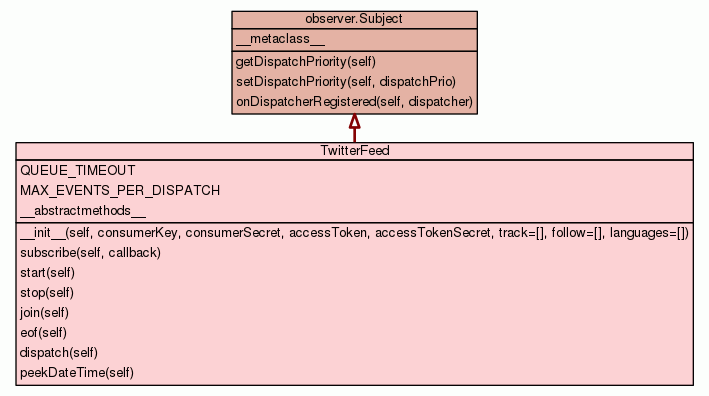 observer.Subject
__metaclass__
getDispatchPriority(self)
setDispatchPriority(self, dispatchPrio)
onDispatcherRegistered(self, dispatcher)
TwitterFeed
QUEUE_TIMEOUT
MAX_EVENTS_PER_DISPATCH
__abstractmethods__
__init__(self, consumerKey, consumerSecret, accessToken, accessTokenSecret, track=[], follow=[], languages=[])
subscribe(self, callback)
start(self)
stop(self)
join(self)
eof(self)
dispatch(self)
peekDateTime(self)